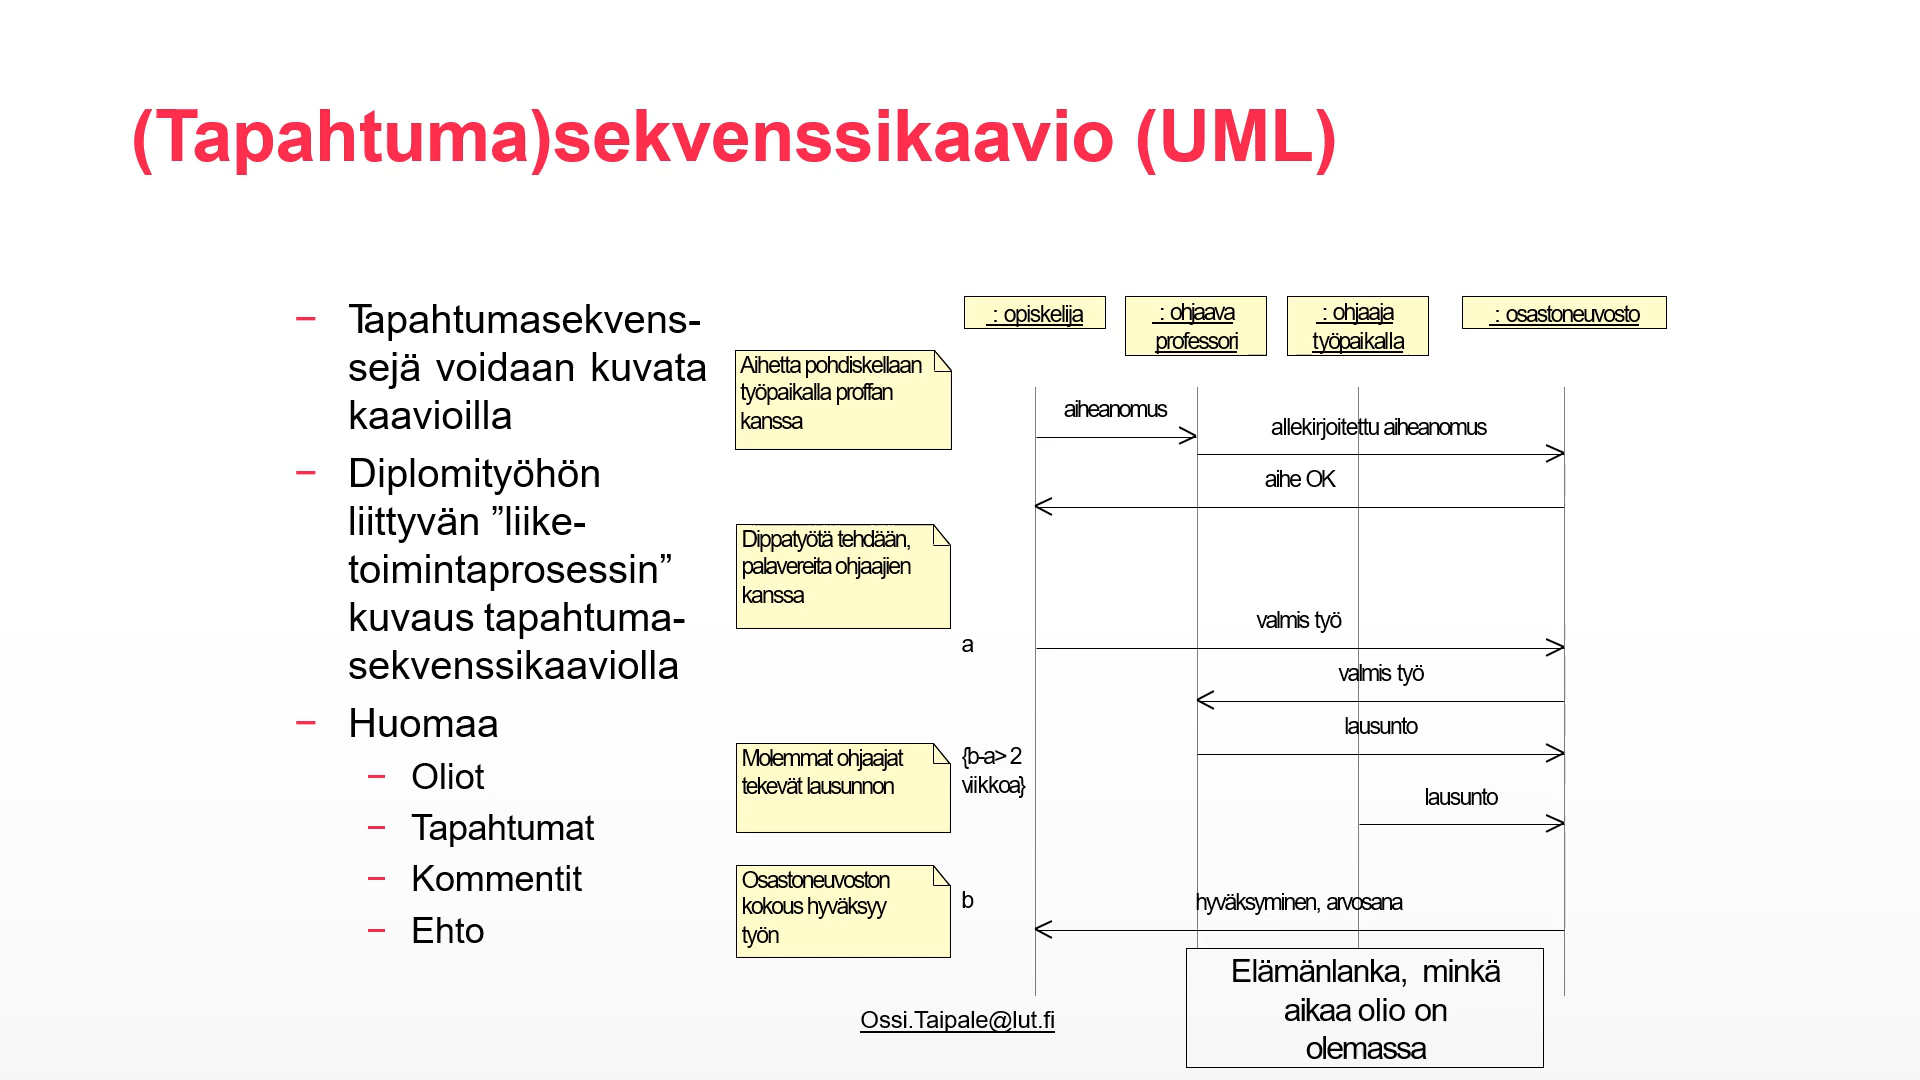 (Tapahtuma)sekvenssikaavio (UML)
− Tapahtumasekvens-
sejä voidaan kuvata
kaavioilla
− Diplomityöhön
liittyvän ”liike-
toimintaprosessin”
kuvaus tapahtuma-
sekvenssikaaviolla
− Huomaa
− Oliot
− Tapahtumat
− Kommentit
− Ehto
Aihetta pohdiskellaan
työpaikalla proffan
kanssa
Dippatyötä tehdään,
palavereita ohjaajien
kanssa
Molemmat ohjaajat
tekevät lausunnon
Osastoneuvoston
kokous hyväksyy
työn
a
{b-a> 2
viikkoa}
b
: opiskelija
: ohjaava
professori
: ohjaaja
työpaikalla
: osastoneuvosto
aiheanomus
allekirjoitettu aiheanomus
aihe OK
valmis työ
valmis työ
lausunto
lausunto
hyväksyminen, arvosana
Elämänlanka, minkä
aikaa olio on
olemassa
Ossi.Taipale@lut.fi